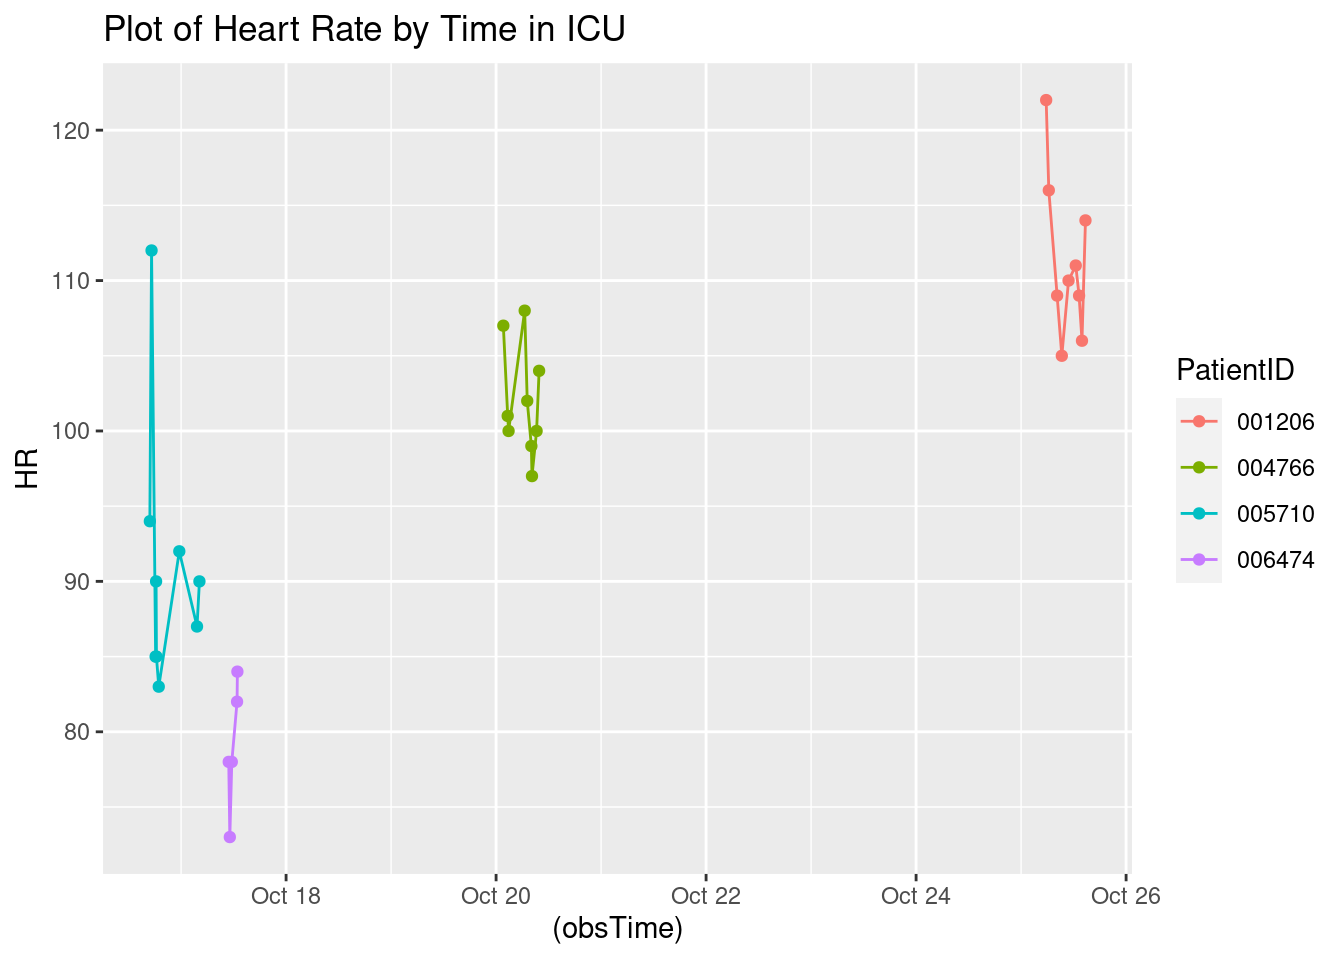 Plot of Heart Rate by Time in ICU
120
110
100
90
80
HR
Oct 18
Oct 20
Oct 22
Oct 24
Oct 26
(obsTime)
PatientID
001206
004766
005710
006474